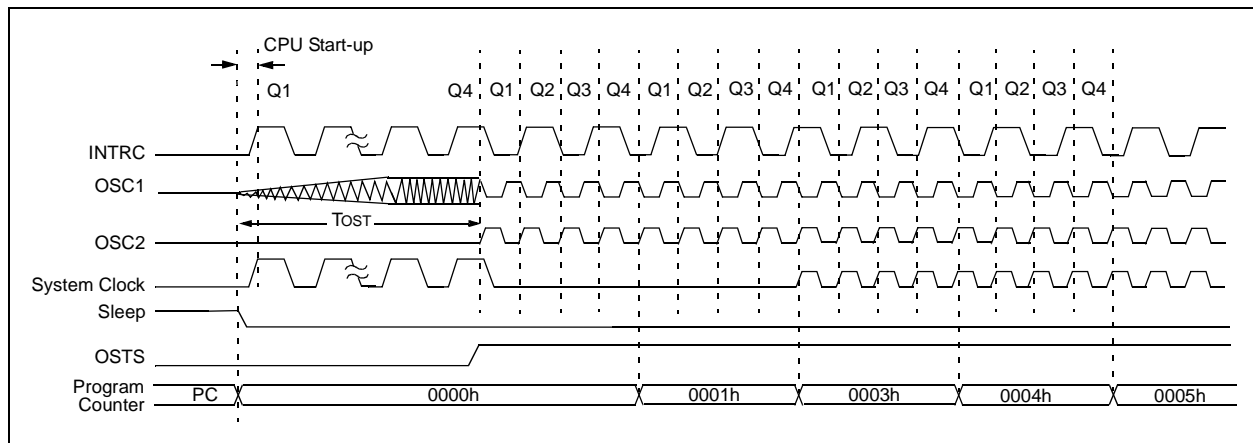 CPU Start-up
Q1 Q4 Q1 Q2 Q3 Q4 Q1 Q2 Q3 Q4 Q1 Q2 Q3 Q4 Q1 Q2 Q3 Q4
INTRC
OSC1
TOST
OSC2
System Clock
Sleep
OSTS
Program
Counter
PC 0000h 0001h 0003h 0004h 0005h